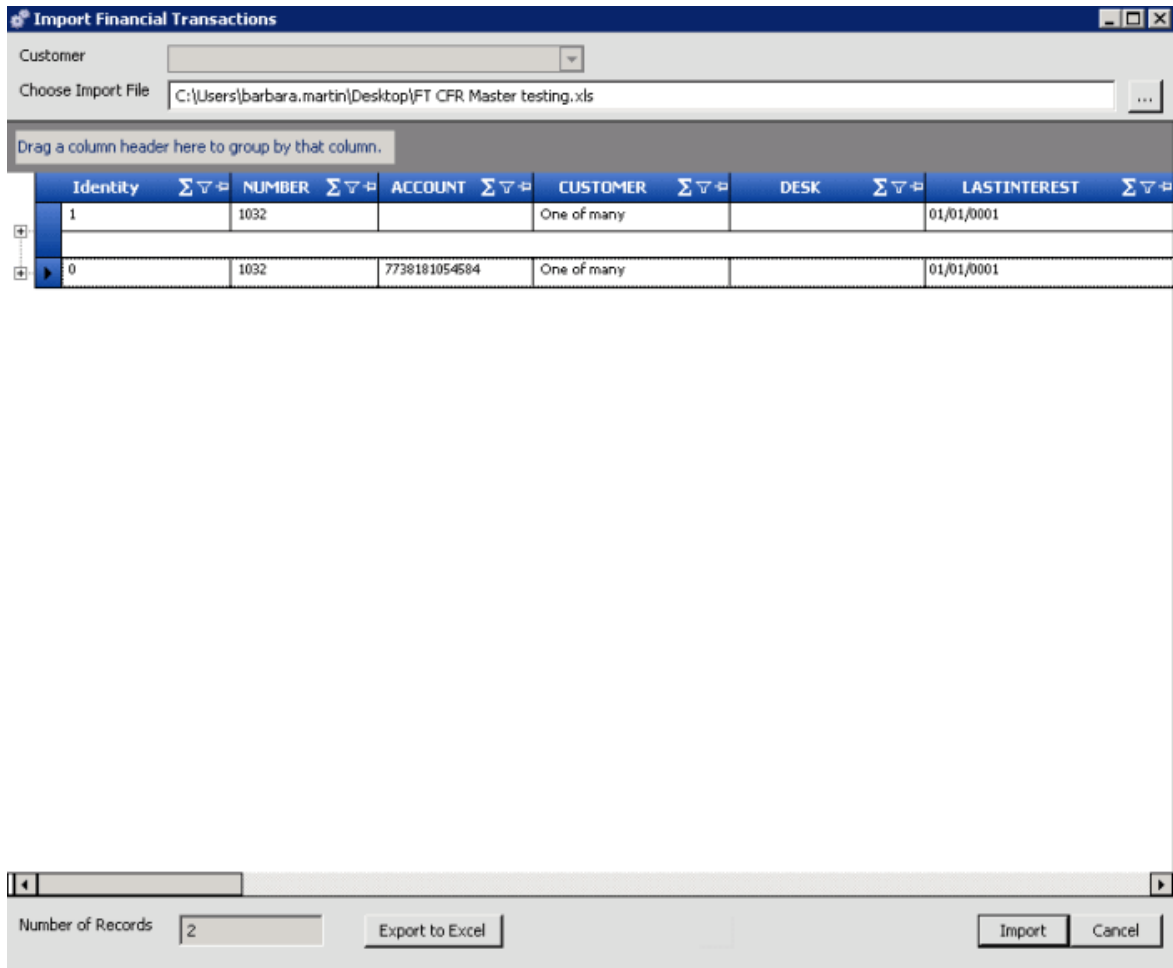 Import Financial Transactions
Customer
Choose Import File C:\Users\barbara.martin\Desktop\FT CFR Master testing.xls ...
Drag a column header here to group by that column.
Identity Σ NUMBER Σ ACCOUNT Σ CUSTOMER Σ DESK Σ LASTINTEREST Σ
1 1032 One of many 01/01/0001
0 1032 7738181054584 One of many 01/01/0001
Number of Records 2 Export to Excel Import Cancel